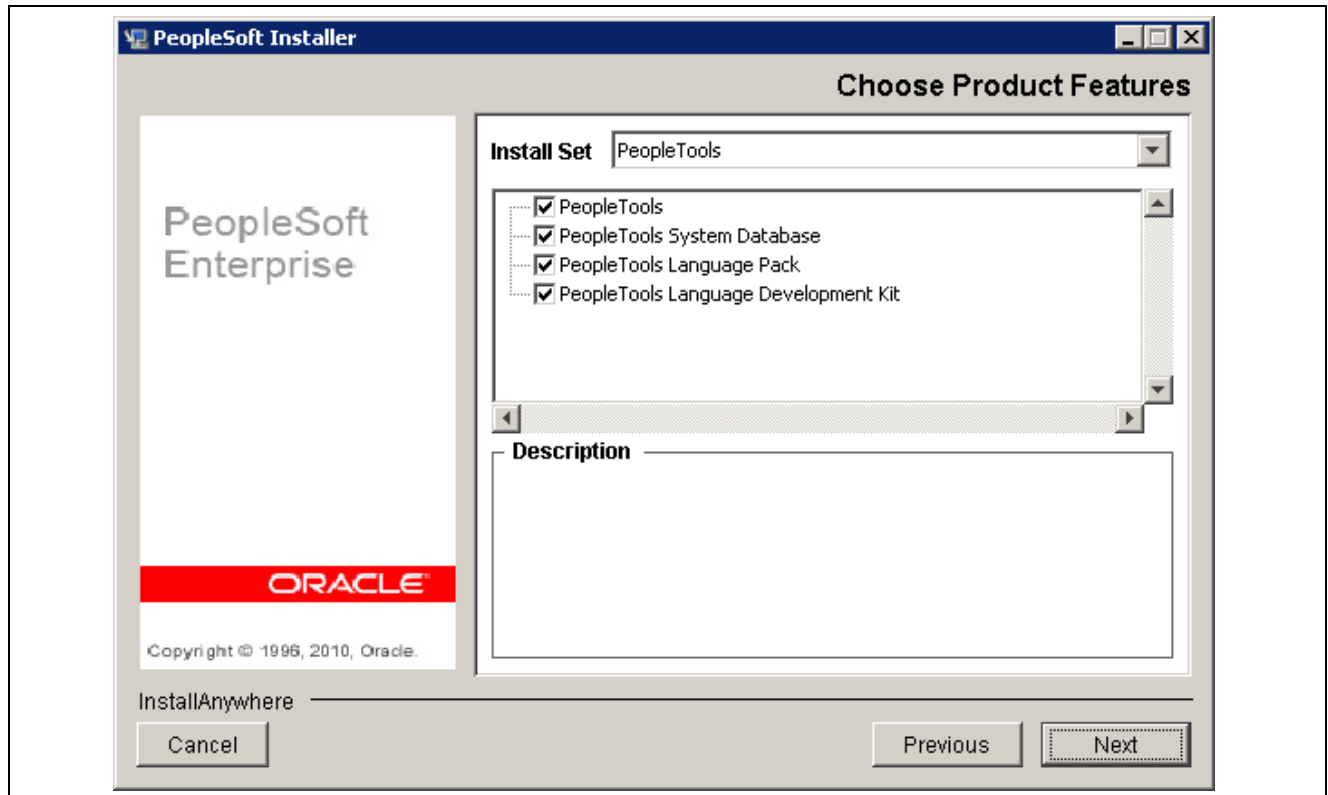 PeopleSoft Installer
Choose Product Features
PeopleSoft
Enterprise
ORACLE
Copyright © 1996, 2010, Oracle.
Install Set PeopleTools
PeopleTools
PeopleTools System Database
PeopleTools Language Pack
PeopleTools Language Development Kit
Description
InstallAnywhere
Cancel Previous Next